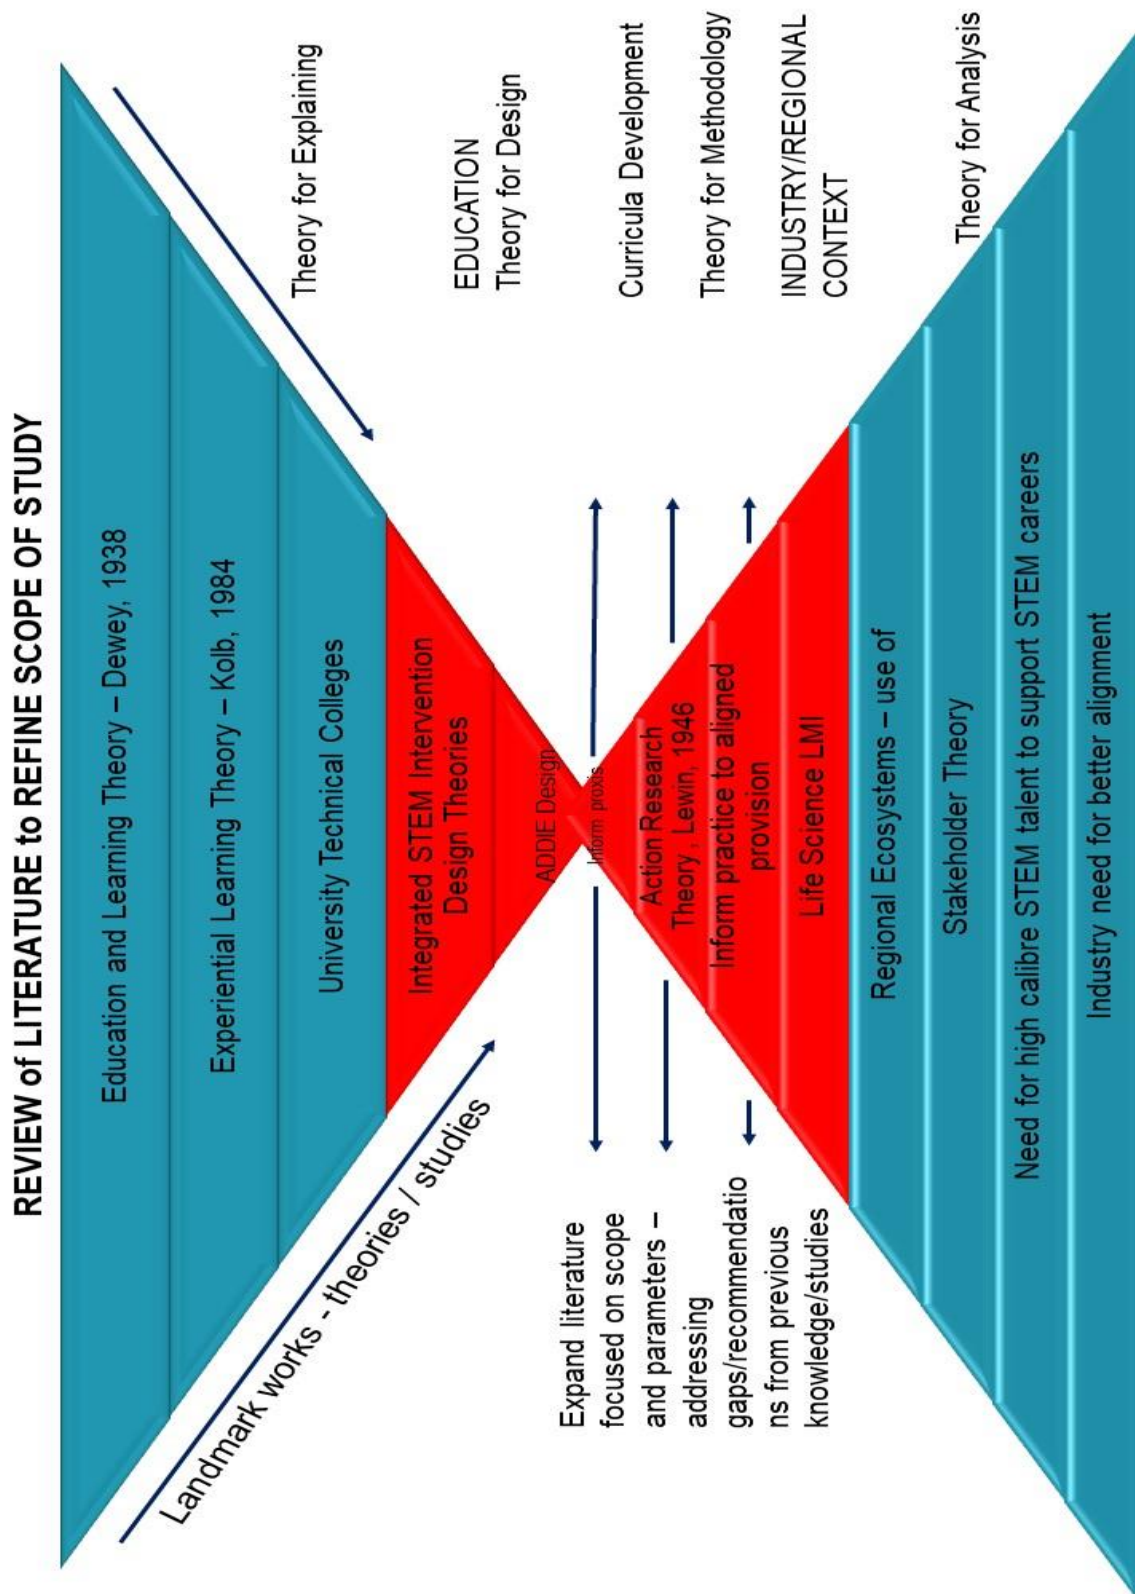 REVIEW of LITERATURE to REFINE SCOPE OF STUDY
Education and Learning Theory – Dewey, 1938
Experiential Learning Theory – Kolb, 1984
University Technical Colleges
Integrated STEM Intervention
Design Theories
ADDIE Design
Inform proxis
Action Research
Theory , Lewin, 1946
Inform practice to aligned
provision
Life Science LMI
Regional Ecosystems – use of
Stakeholder Theory
Need for high calibre STEM talent to support STEM careers
Industry need for better alignment
Landmark works - theories / studies
Expand literature
focused on scope
and parameters –
addressing
gaps/recommendatio
ns from previous
knowledge/studies
Theory for Explaining
EDUCATION
Theory for Design
Curricula Development
Theory for Methodology
INDUSTRY/REGIONAL
CONTEXT
Theory for Analysis